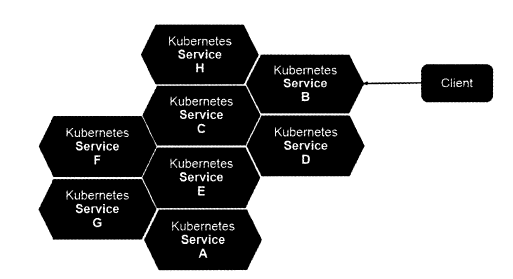 Kubernetes
Service
H
Kubernetes
Service
B
Client
Kubernetes
Service
C
Kubernetes
Service
F
Kubernetes
Service
D
Kubernetes
Service
E
Kubernetes
Service
G
Kubernetes
Service
A